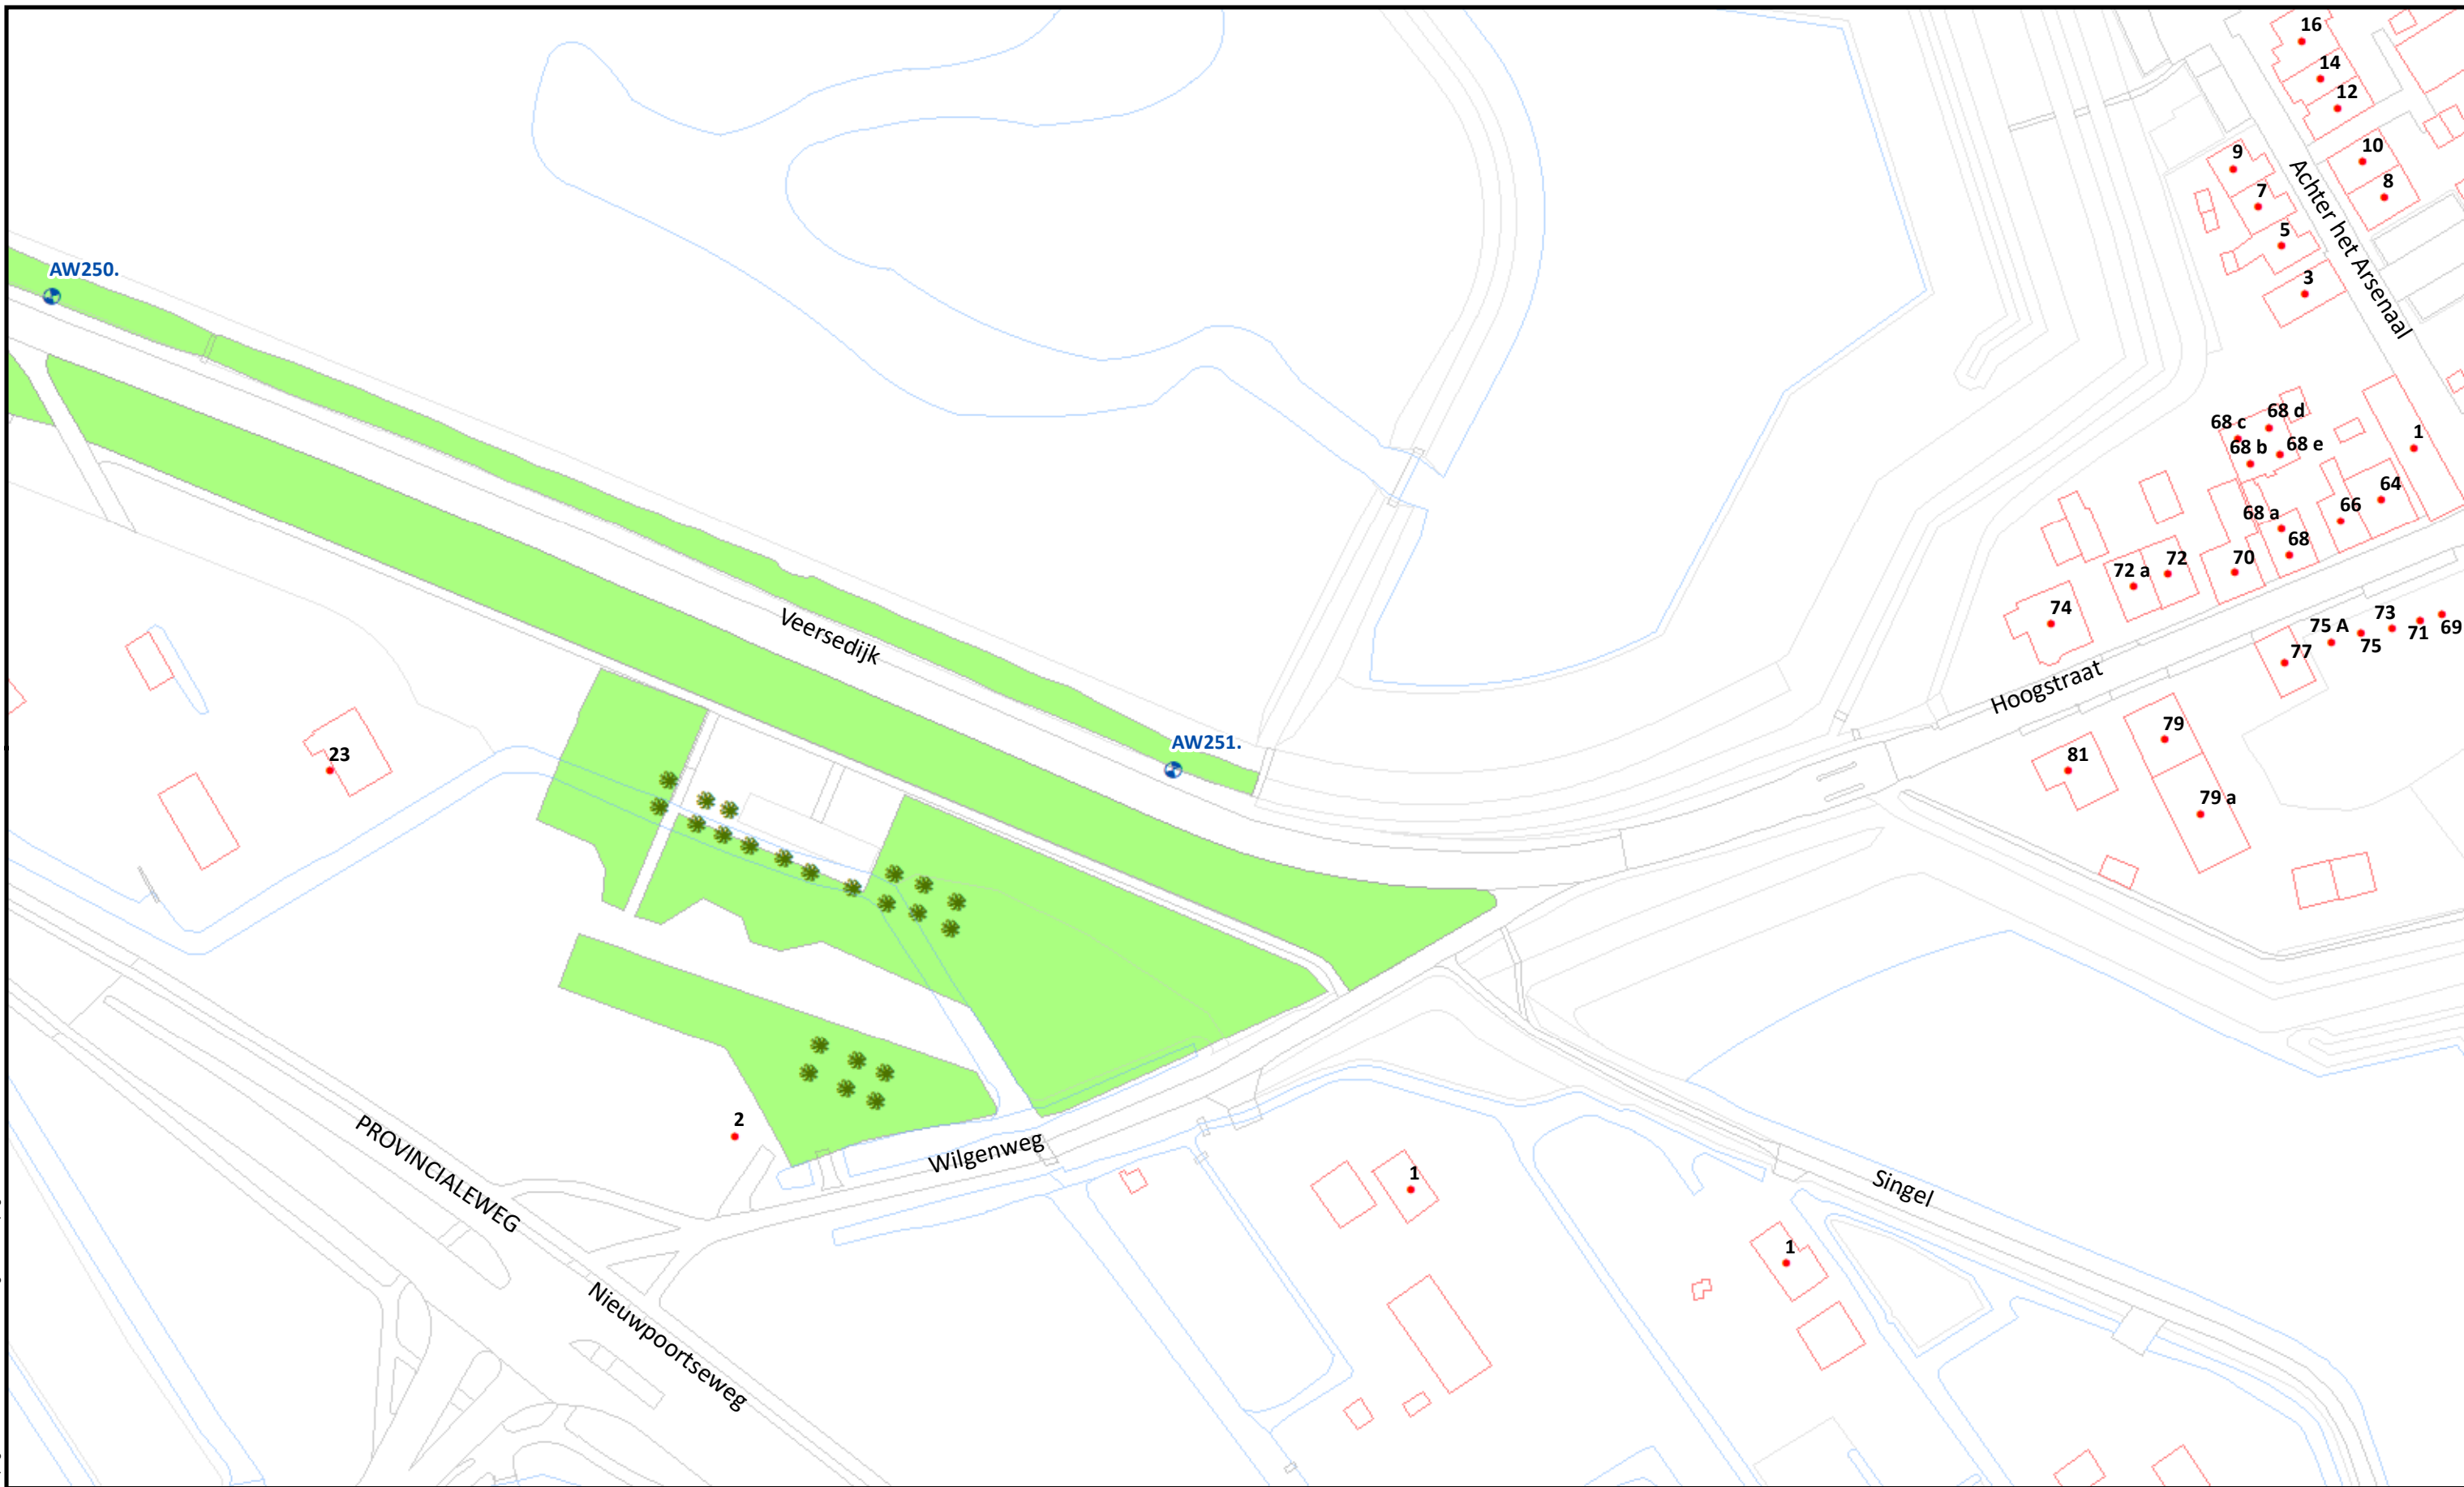 16
14
12
10
9
8
7
5
3
Achter het Arsenaal
AW250.
68 d
68 c
68 b
68 e
1
64
66
68 a
68
70
72
72 a
74
73
75 A
75
71
69
77
Veersedijk
Hoogstraat
79
81
79 a
AW251.
23
2
PROVINCIALEWEG
Wilgenweg
1
Singel
1
Nieuwpoortseweg